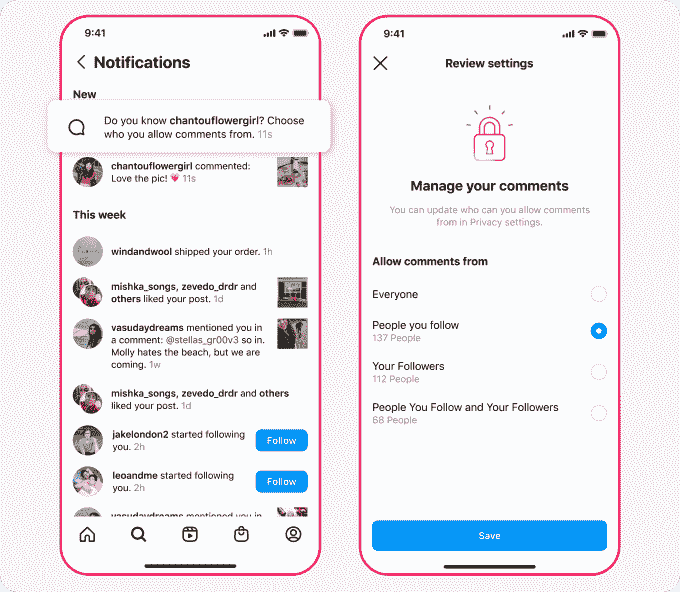 9:41
Notifications
New
Do you know chantouflowergirl? Choose
who you allow comments from. 11s
chantouflowergirl commented:
Love the pic! 💗 11s
This week
windandwool shipped your order. 1h
mishka_songs, zevedo_drdr and
others liked your post. 1d
vasudaydreams mentioned you in
a comment: @stellas_gr00v3 so in.
Molly hates the beach, but we are
coming. 1w
mishka_songs, zevedo_drdr and others
liked your post. 1d
jakelondon2 started following
you. 2h
Follow
leoandme started following
you. 2h
Follow
vasudaydreams mentioned you in
9:41
Review settings
Manage your comments
You can update who can you allow comments
from in Privacy settings.
Allow comments from
Everyone
People you follow
137 People
Your Followers
112 People
People You Follow and Your Followers
68 People
Save